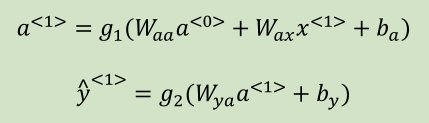 a^{<1>} = g_1(W_{aa}a^{<0>} + W_{ax}x^{<1>} + b_a)
ŷ^{<1>} = g_2(W_{ya}a^{<1>} + b_y)